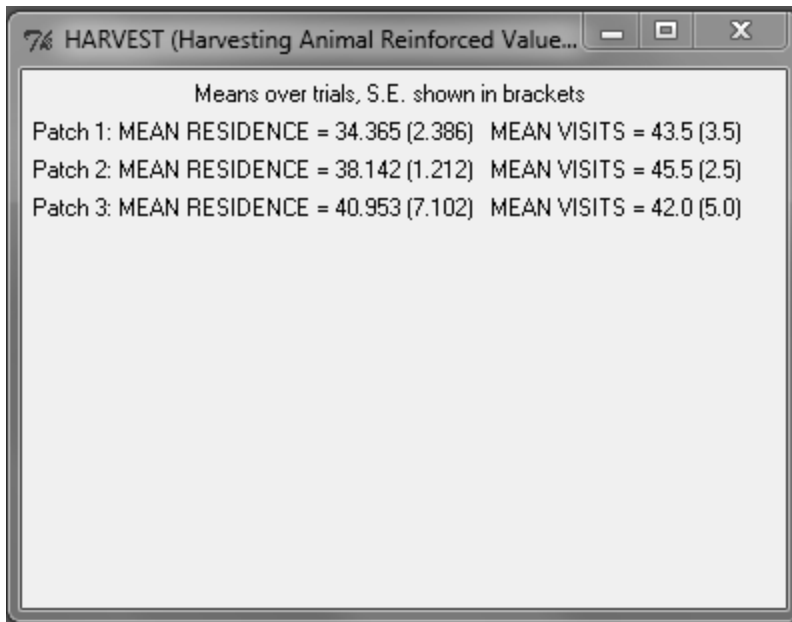 HARVEST (Harvesting Animal Reinforced Value...
Means over trials, S.E. shown in brackets
Patch 1: MEAN RESIDENCE = 34.365 (2.386) MEAN VISITS = 43.5 (3.5)
Patch 2: MEAN RESIDENCE = 38.142 (1.212) MEAN VISITS = 45.5 (2.5)
Patch 3: MEAN RESIDENCE = 40.953 (7.102) MEAN VISITS = 42.0 (5.0)